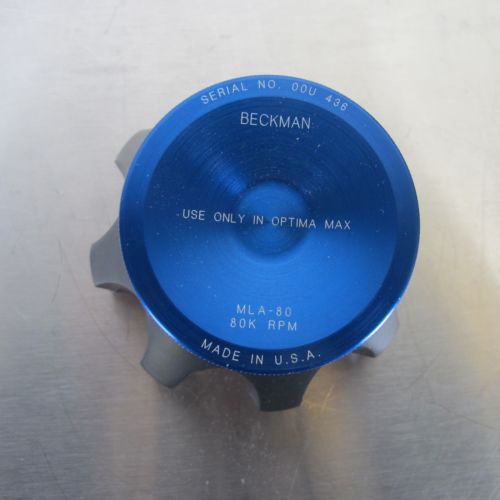 SERIAL NO. 00U 436
BECKMAN
USE ONLY IN OPTIMA MAX
MLA-80
80K RPM
MADE IN U.S.A.